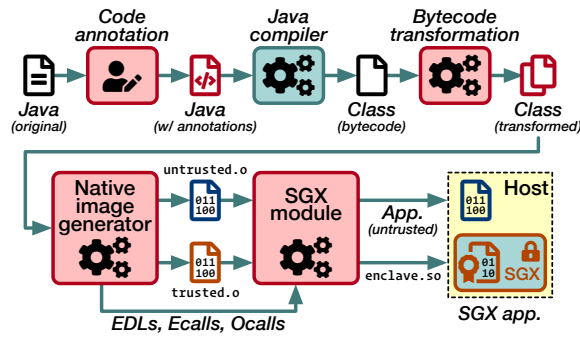 Code
annotation
Java
compiler
Bytecode
transformation
Java
(original)
Java
(w/ annotations)
Class
(bytecode)
Class
(transformed)
untrusted.o
Native
image
generator
011
100
SGX
module
App.
(untrusted)
Host
011
100
011
100
trusted.o
enclave.so
01
10
SGX
EDLs, Ecalls, Ocalls
SGX app.